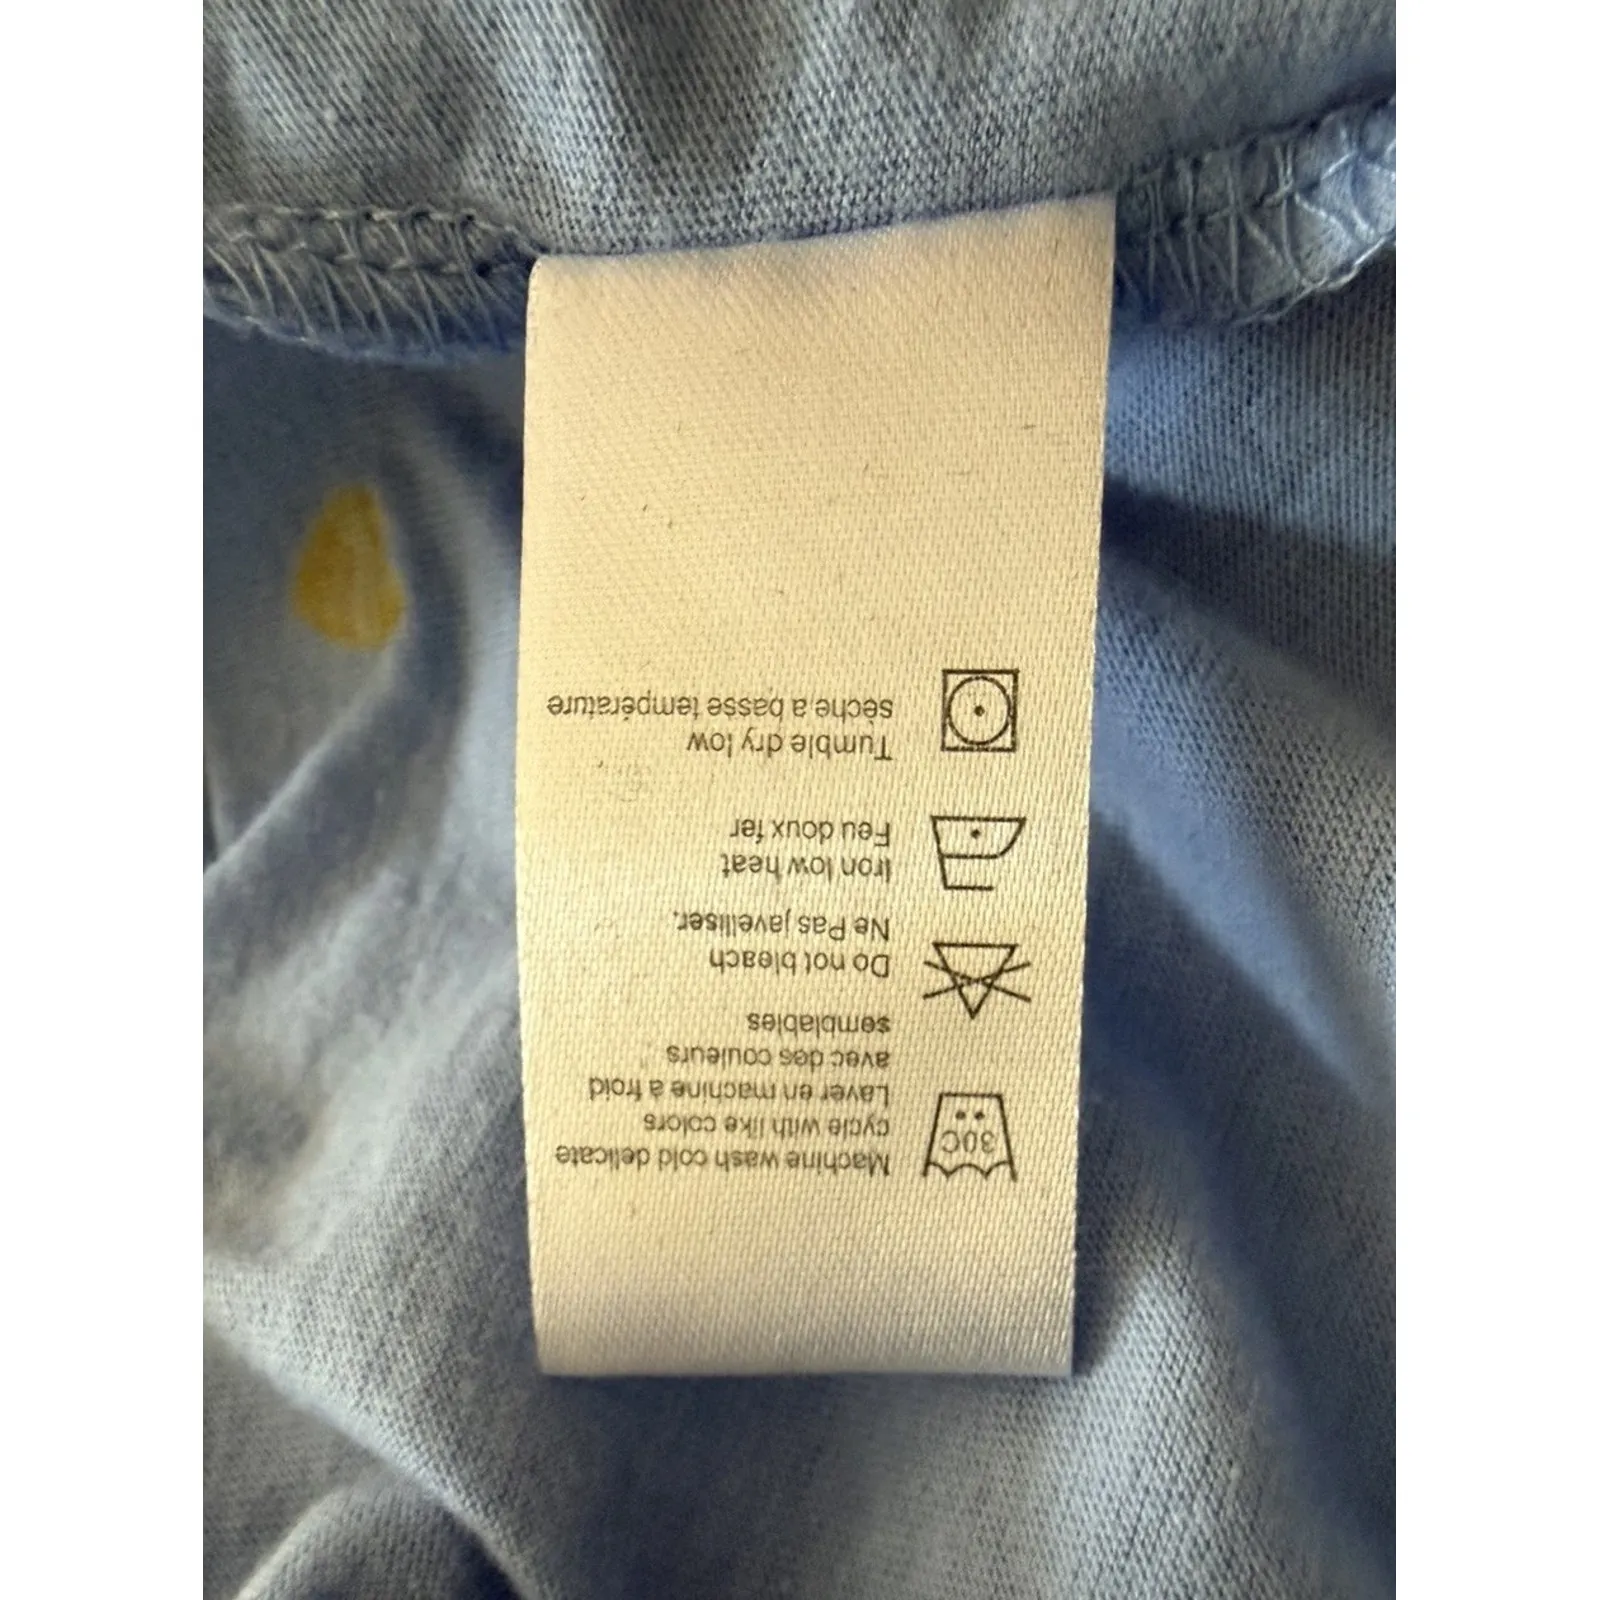 30C
Machine wash cold delicate
cycle with like colors
Laver en machine a froid
avec des couleurs
semblables
Do not bleach
Ne Pas javelliser.
Iron low heat
Feu doux fer
Tumble dry low
sèche a basse température